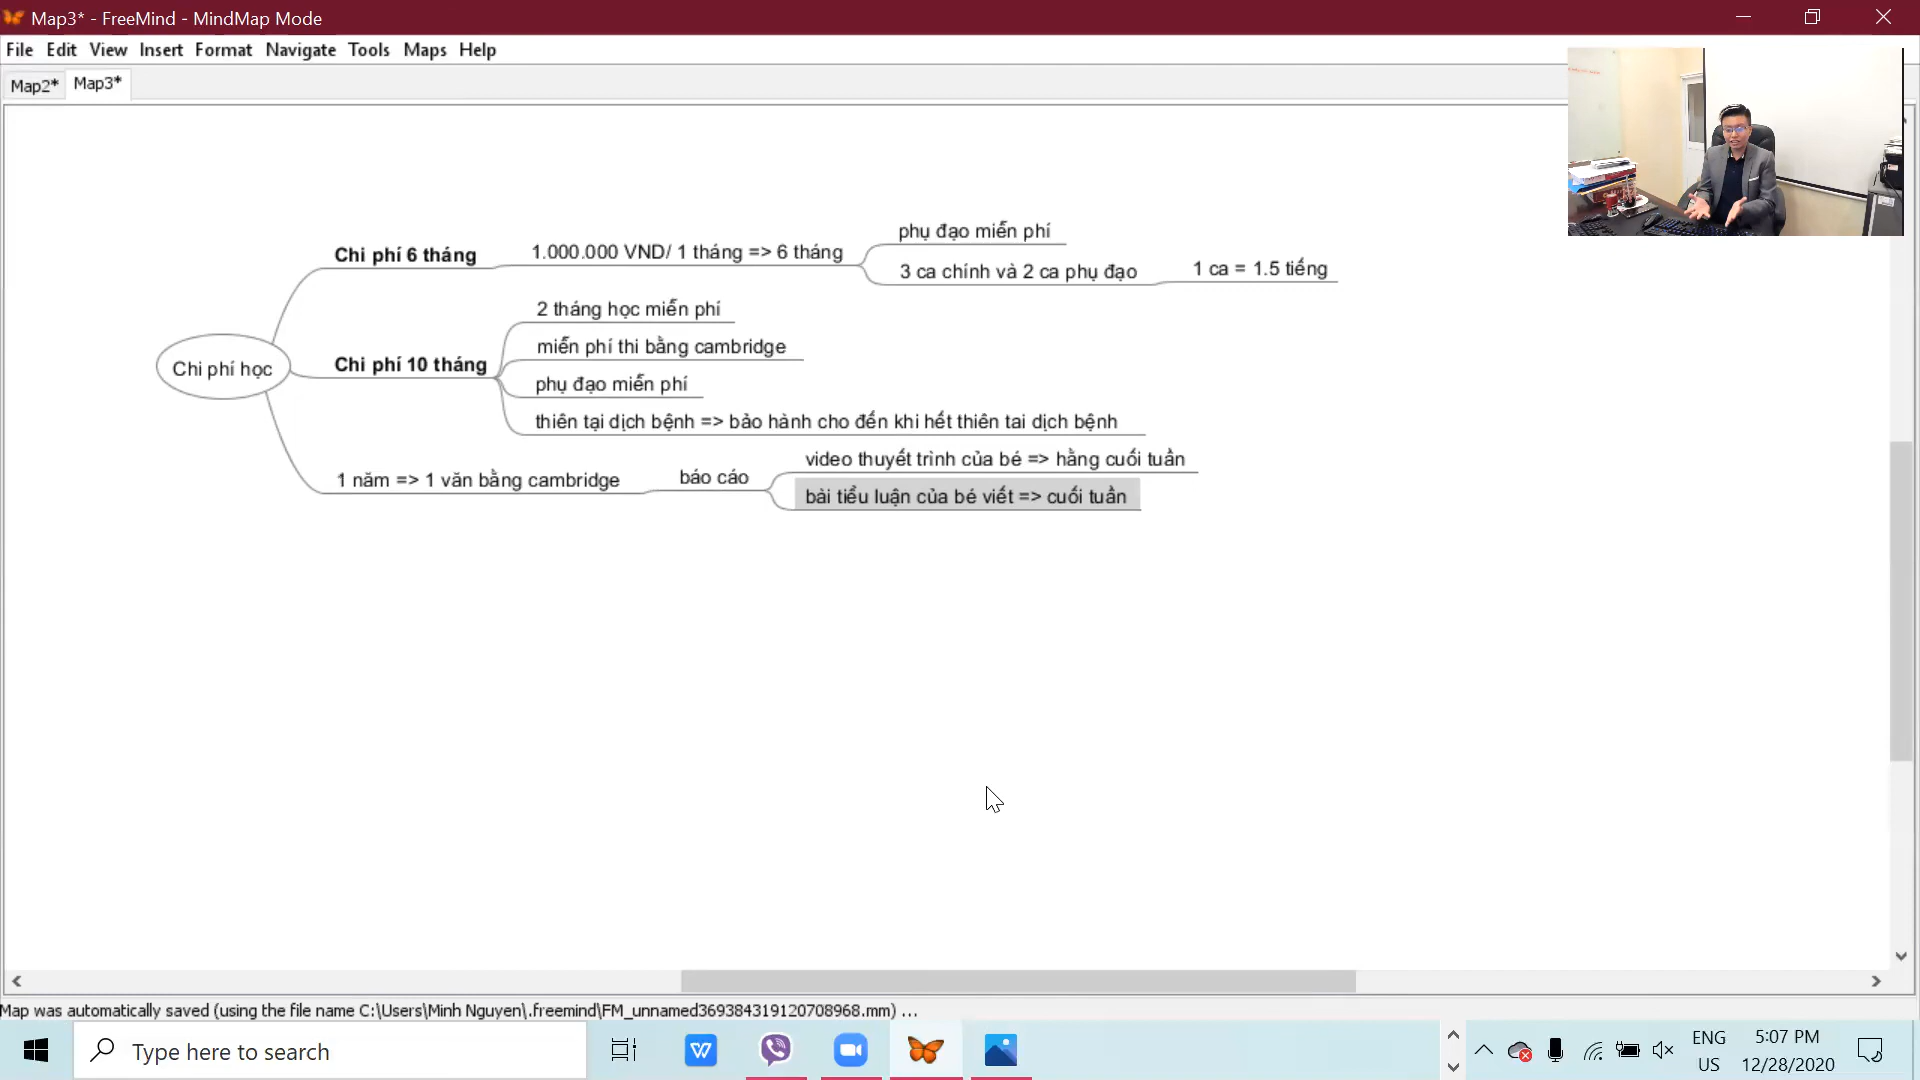 Map3* - FreeMind - MindMap Mode
File Edit View Insert Format Navigate Tools Maps Help
Map2* Map3*
Chi phí học
Chi phí 6 tháng
1.000.000 VND/ 1 tháng => 6 tháng
phụ đạo miễn phí
3 ca chính và 2 ca phụ đạo
1 ca = 1.5 tiếng
Chi phí 10 tháng
2 tháng học miễn phí
miễn phí thi bằng cambridge
phụ đạo miễn phí
thiên tại dịch bệnh => bảo hành cho đến khi hết thiên tai dịch bệnh
1 năm => 1 văn bằng cambridge
báo cáo
video thuyết trình của bé => hằng cuối tuần
bài tiểu luận của bé viết => cuối tuần
Map was automatically saved (using the file name C:\Users\Minh Nguyen\.freemind\FM_unnamed369384319120708968.mm) ...
Type here to search
ENG
US
5:07 PM
12/28/2020